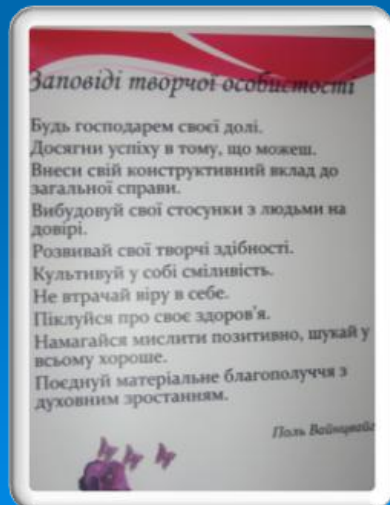 Заповіді творчої особистості
Будь господарем своєї долі.
Досягни успіху в тому, що можеш.
Внеси свій конструктивний вклад до
загальної справи.
Вибудовуй свої стосунки з людьми на
довірі.
Розвивай свої творчі здібності.
Культивуй у собі сміливість.
Не втрачай віру в себе.
Піклуйся про своє здоров'я.
Намагайся мислити позитивно, шукай у
всьому хороше.
Поєднуй матеріальне благополуччя з
духовним зростанням.
Поль Вайнцвайг